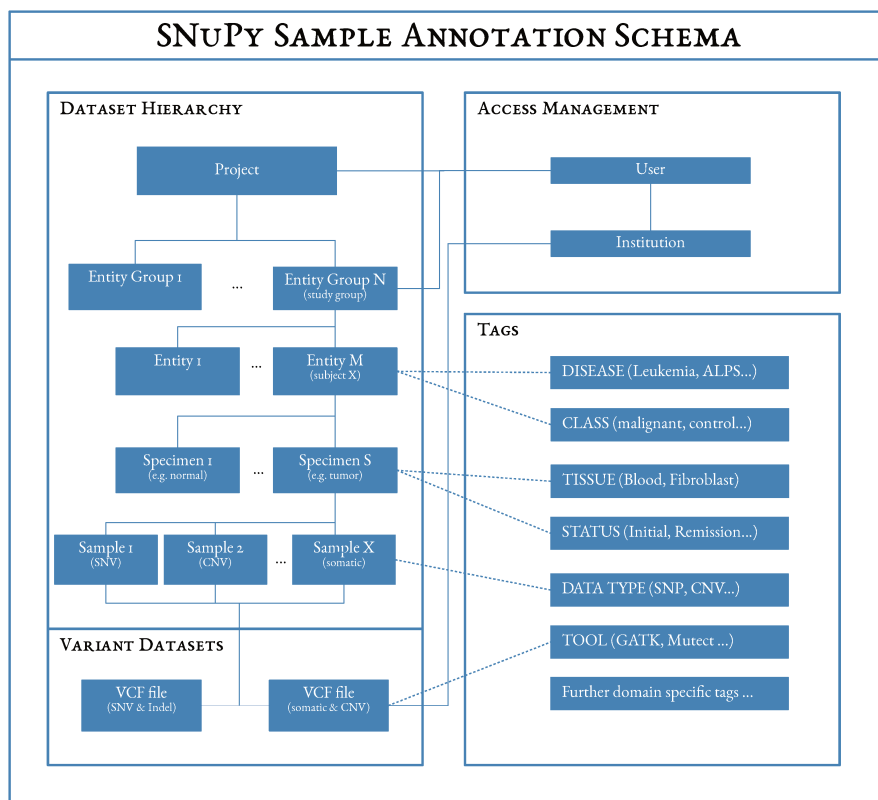 SNuPy Sample Annotation Schema
Dataset Hierarchy
Project
Entity Group 1
...
Entity Group N
(study group)
Entity 1
...
Entity M
(subject X)
Specimen 1
(e.g. normal)
...
Specimen S
(e.g. tumor)
Sample 1
(SNV)
Sample 2
(CNV)
...
Sample X
(somatic)
Variant Datasets
VCF file
(SNV & Indel)
VCF file
(somatic & CNV)
Access Management
User
Institution
Tags
DISEASE (Leukemia, ALPS...)
CLASS (malignant, control...)
TISSUE (Blood, Fibroblast)
STATUS (Initial, Remission...)
DATA TYPE (SNP, CNV...)
TOOL (GATK, Mutect ...)
Further domain specific tags ...